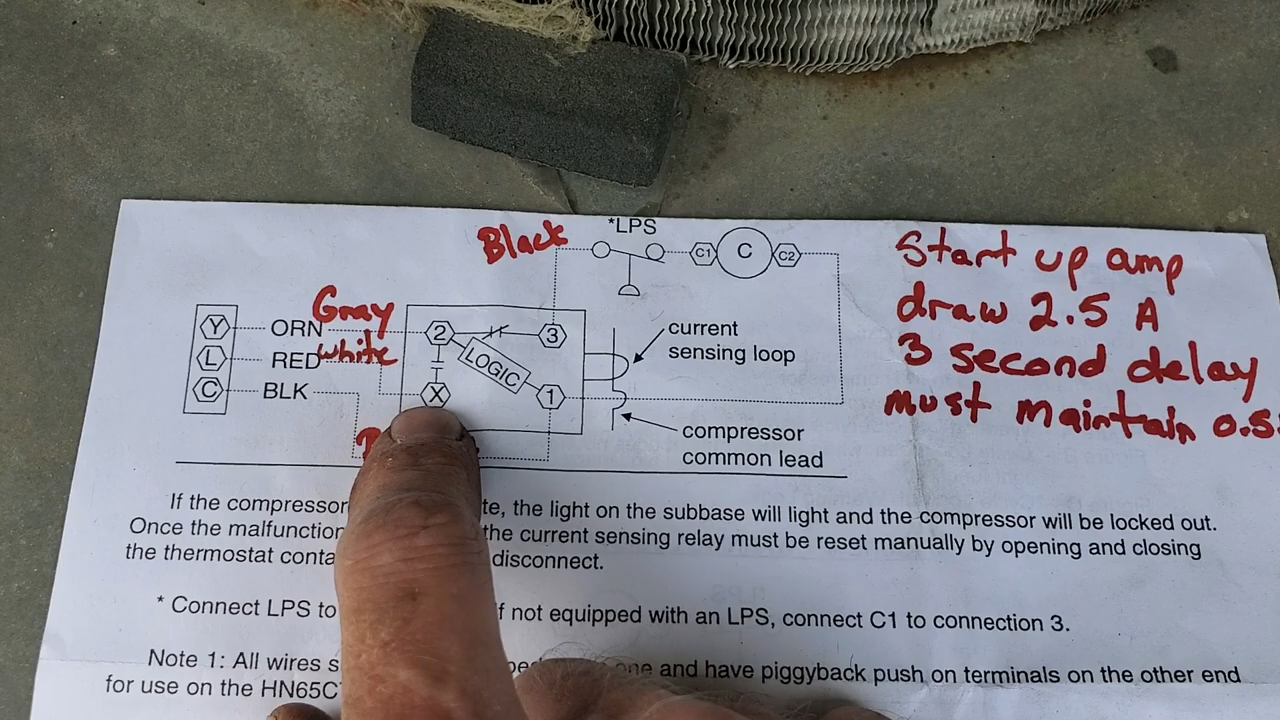 Black
*LPS
C1 C C2
Start up amp
draw 2.5 A
3 second delay
must maintain 0.5
Gray
Y ORN
white
L RED
C BLK
2 3
LOGIC
X 1
current
sensing loop
compressor
common lead
If the compressor te, the light on the subbase will light and the compressor will be locked out.
Once the malfunction the current sensing relay must be reset manually by opening and closing
the thermostat conta disconnect.
* Connect LPS to f not equipped with an LPS, connect C1 to connection 3.
Note 1: All wires s one and have piggyback push on terminals on the other end
for use on the HN65C